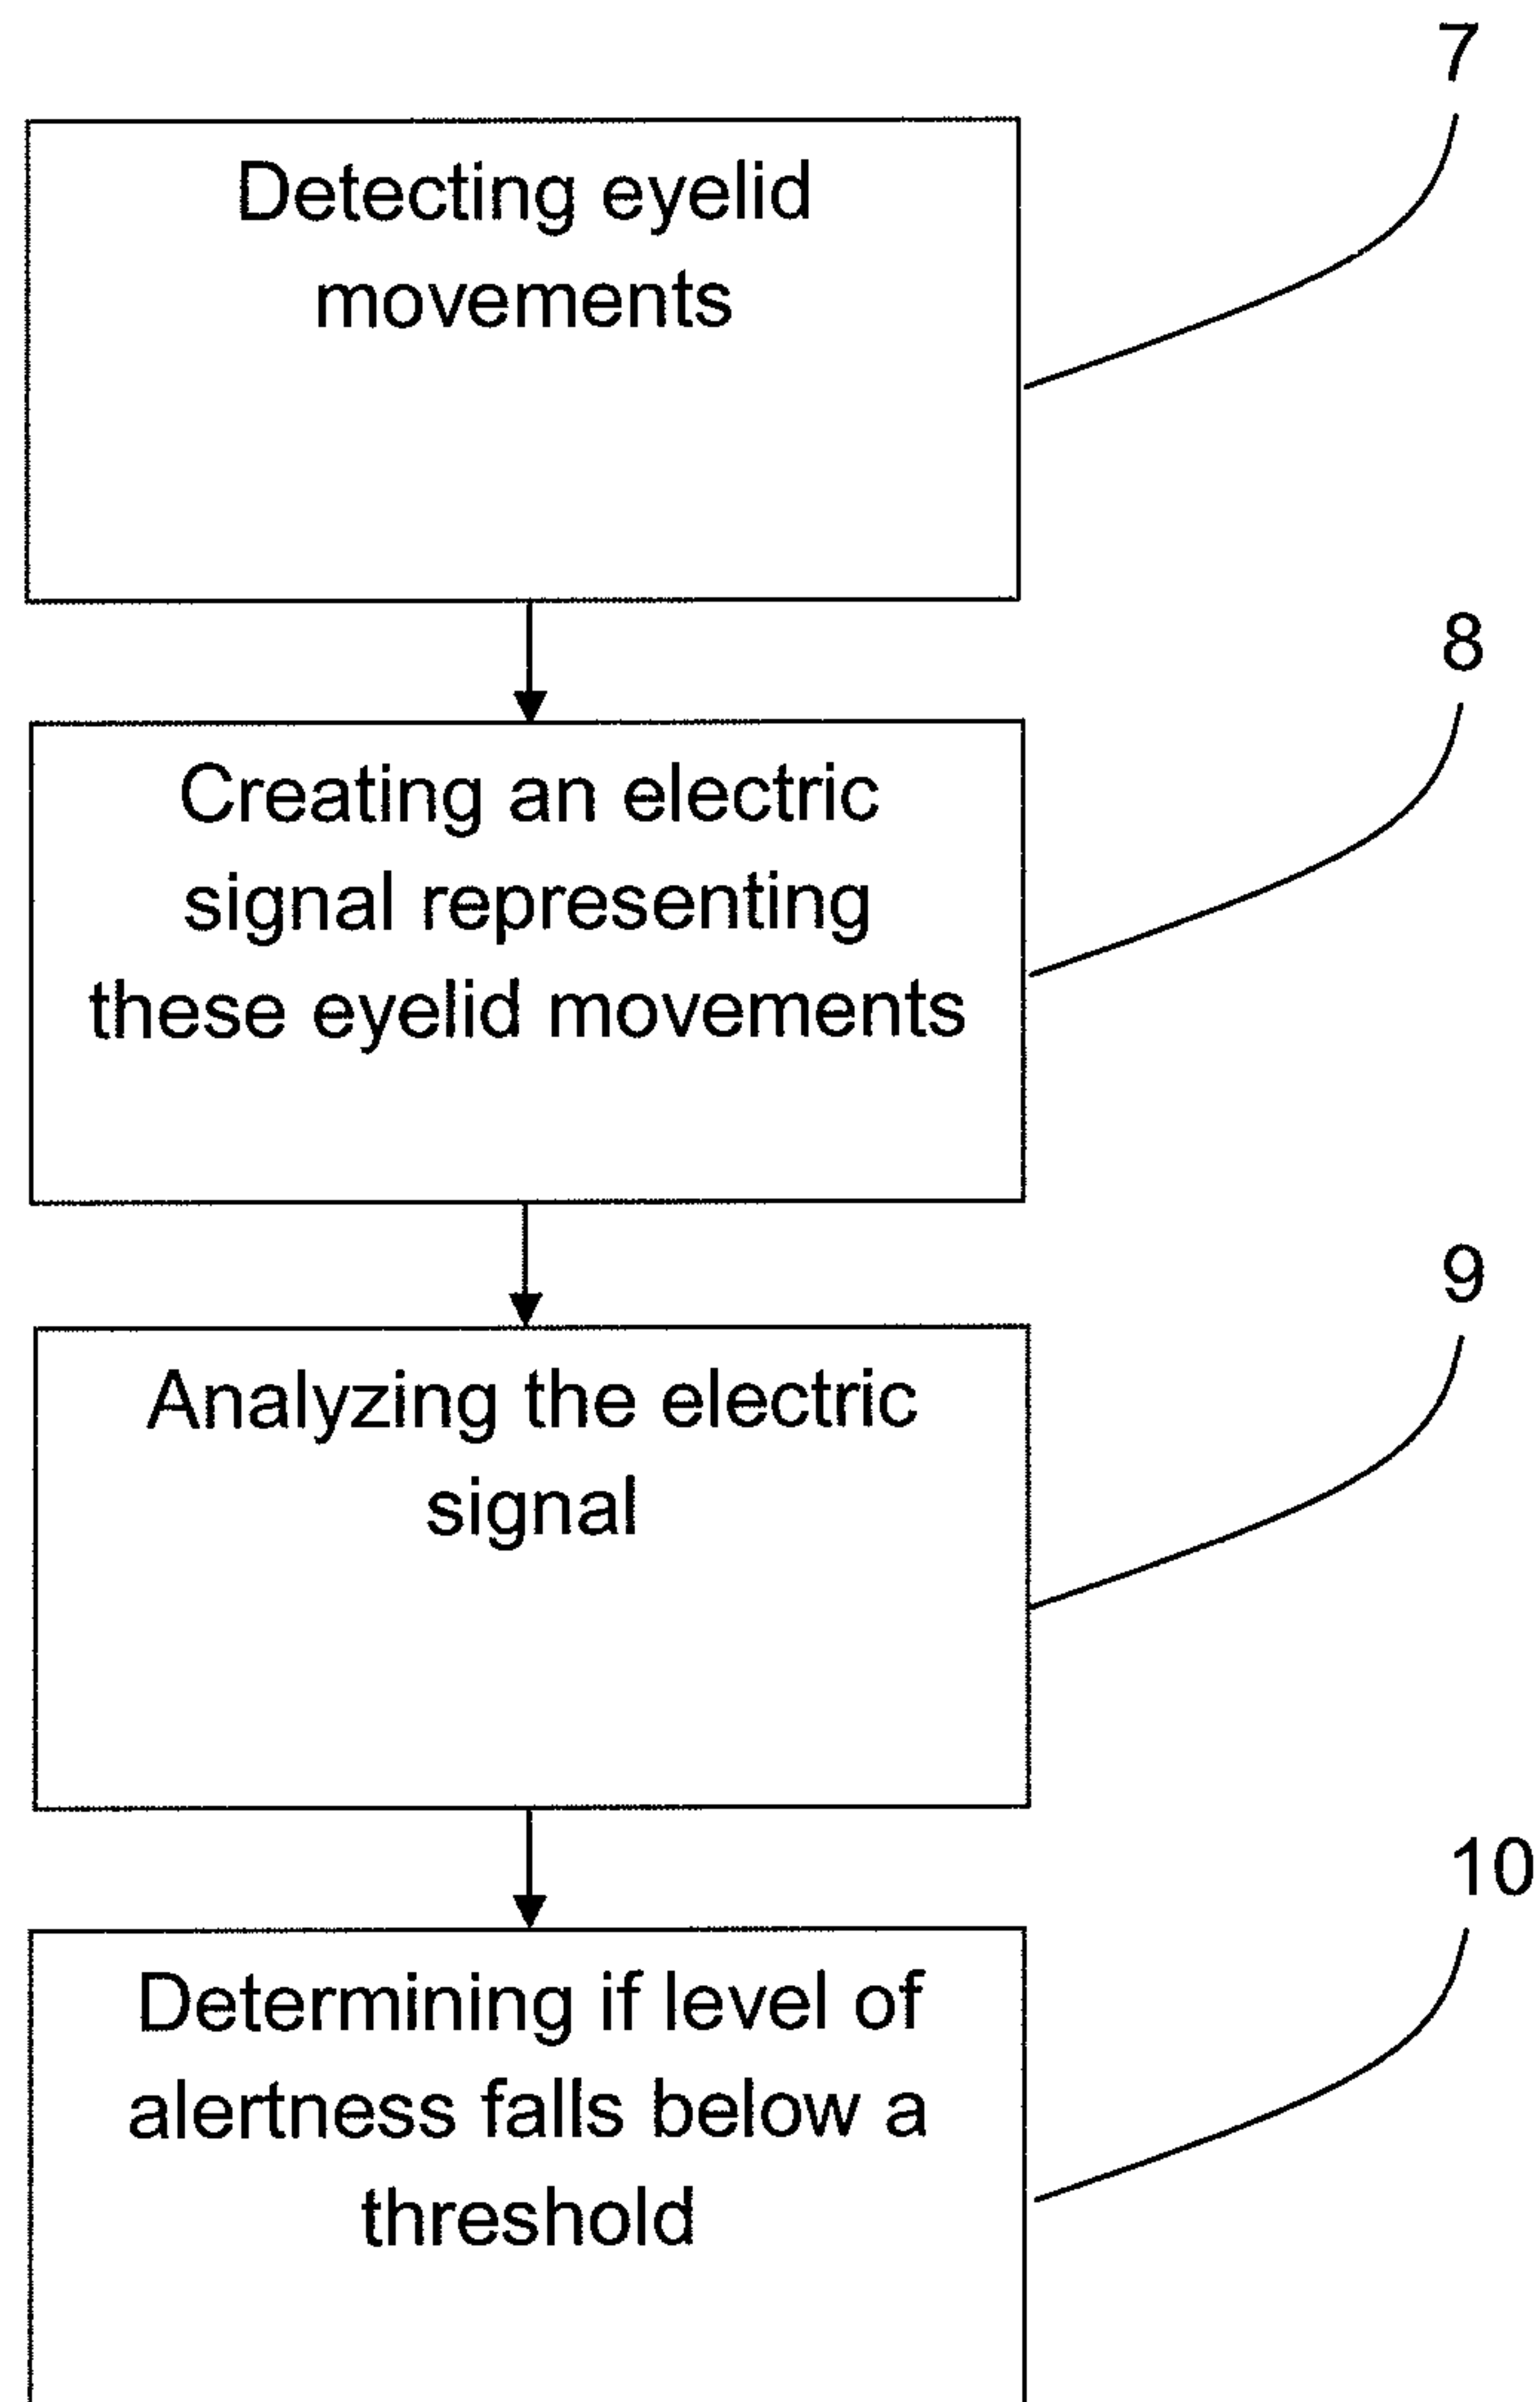 7
Detecting eyelid
movements
8
Creating an electric
signal representing
these eyelid movements
9
Analyzing the electric
signal
10
Determining if level of
alertness falls below a
threshold